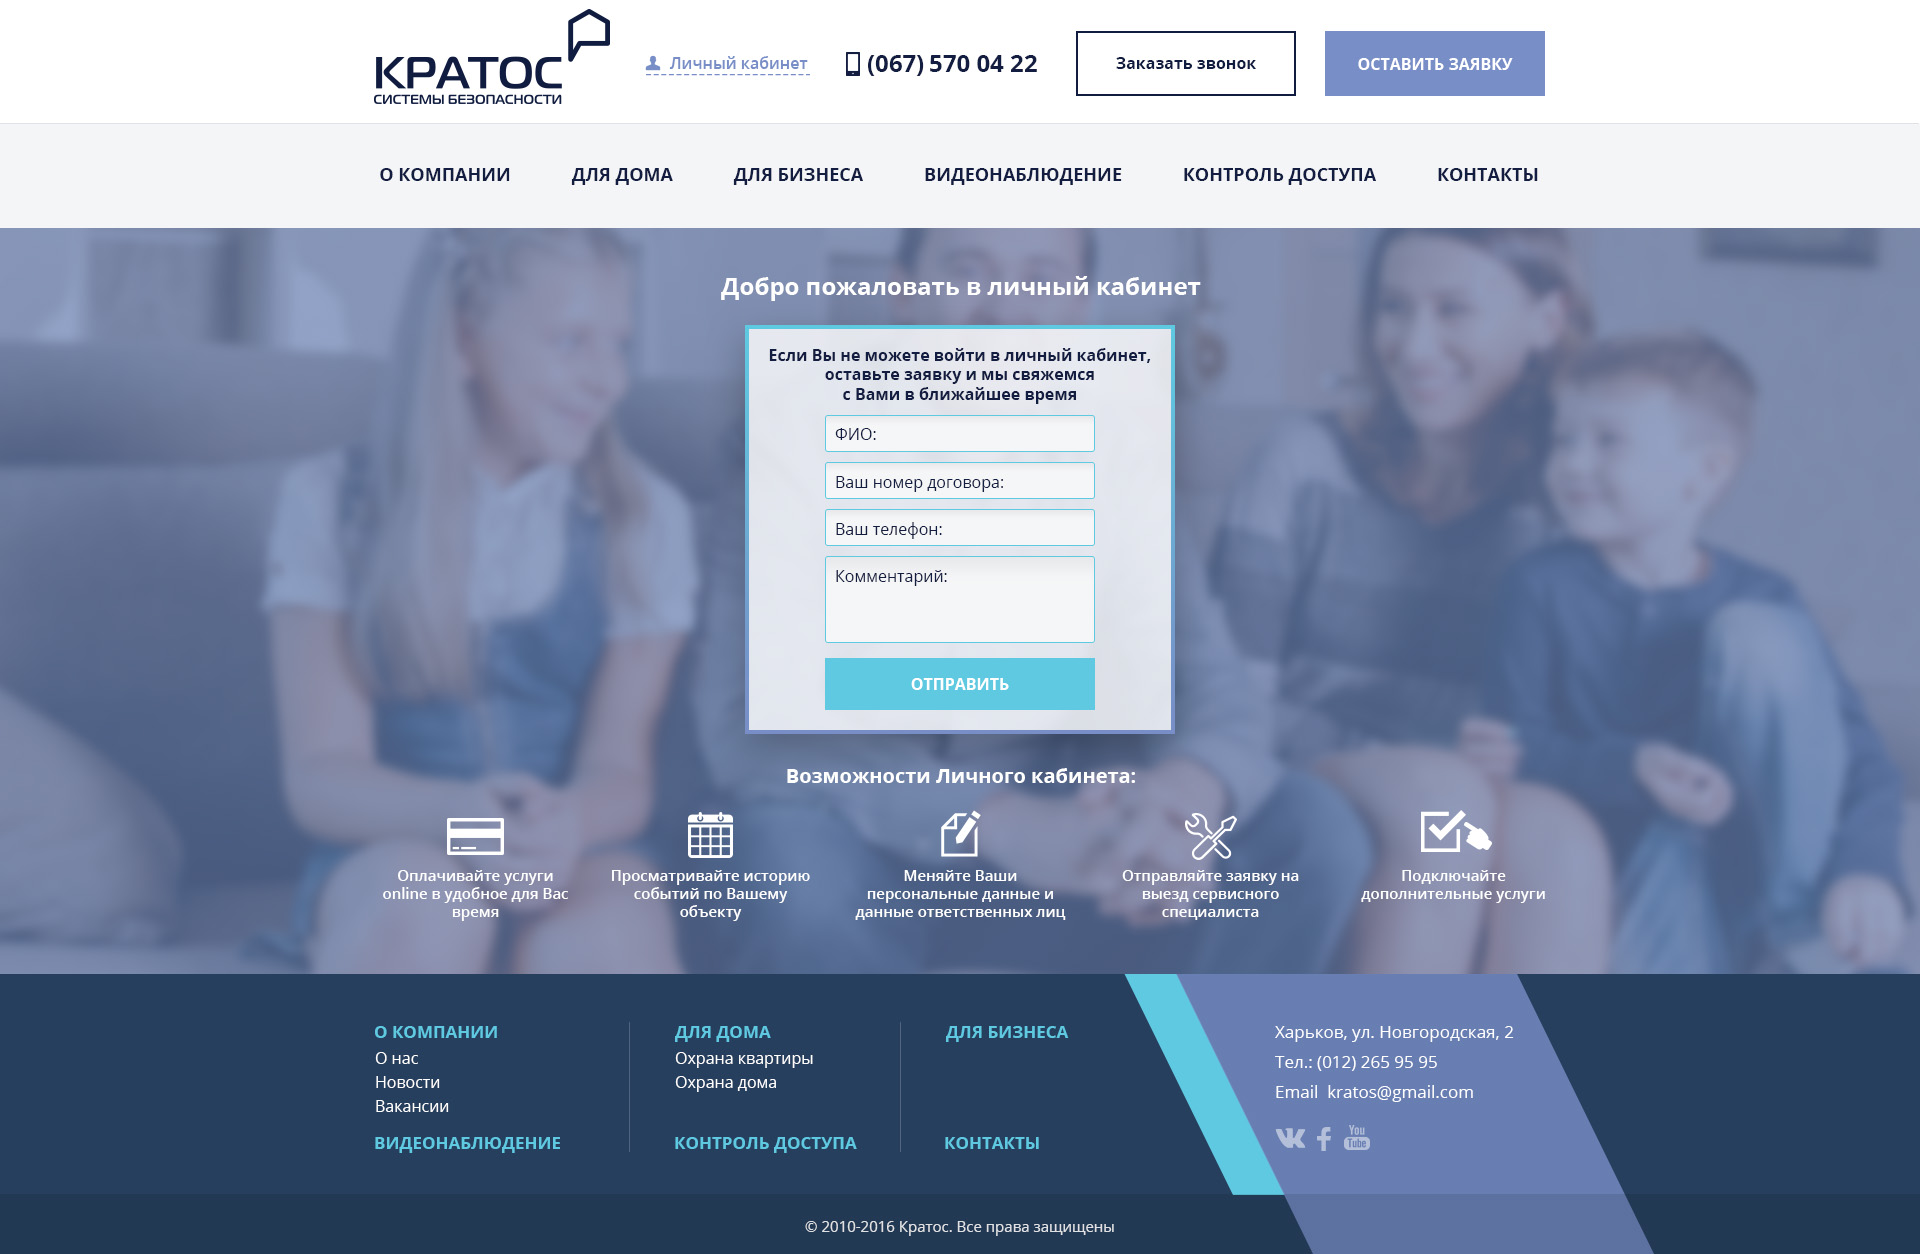 КРАТОС
СИСТЕМЫ БЕЗОПАСНОСТИ
Личный кабинет
(067) 570 04 22
Заказать звонок
ОСТАВИТЬ ЗАЯВКУ
О КОМПАНИИ
ДЛЯ ДОМА
ДЛЯ БИЗНЕСА
ВИДЕОНАБЛЮДЕНИЕ
КОНТРОЛЬ ДОСТУПА
КОНТАКТЫ
Добро пожаловать в личный кабинет
Если Вы не можете войти в личный кабинет,
оставьте заявку и мы свяжемся
с Вами в ближайшее время
ФИО:
Ваш номер договора:
Ваш телефон:
Комментарий:
ОТПРАВИТЬ
Возможности Личного кабинета:
Оплачивайте услуги
online в удобное для Вас
время
Просматривайте историю
событий по Вашему
объекту
Меняйте Ваши
персональные данные и
данные ответственных лиц
Отправляйте заявку на
выезд сервисного
специалиста
Подключайте
дополнительные услуги
О КОМПАНИИ
О нас
Новости
Вакансии
ВИДЕОНАБЛЮДЕНИЕ
ДЛЯ ДОМА
Охрана квартиры
Охрана дома
КОНТРОЛЬ ДОСТУПА
ДЛЯ БИЗНЕСА
КОНТАКТЫ
Харьков, ул. Новгородская, 2
Тел.: (012) 265 95 95
Email kratos@gmail.com
You
Tube
© 2010-2016 Кратос. Все права защищены